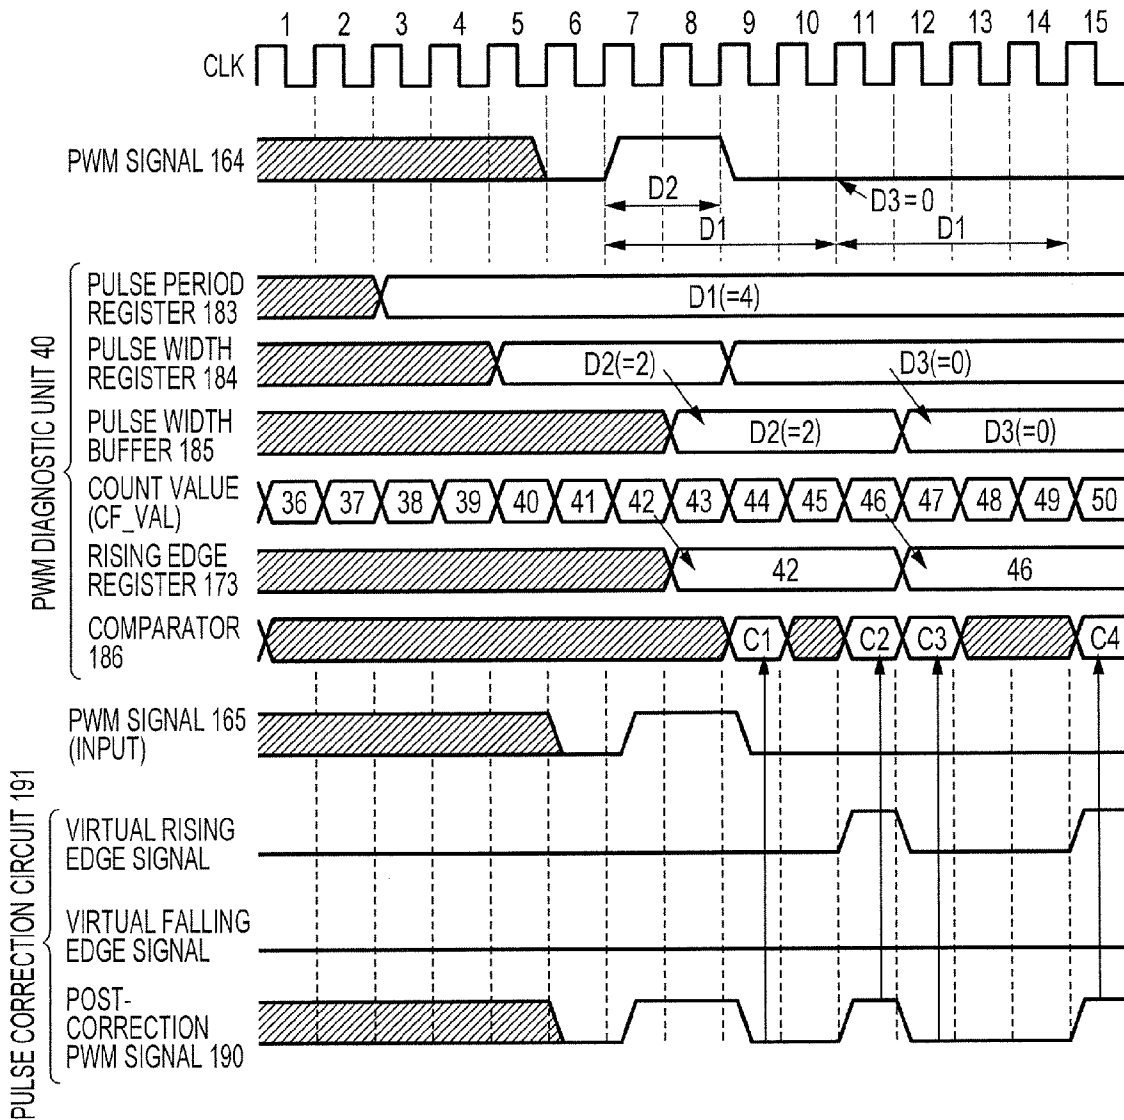 1 2 3 4 5 6 7 8 9 10 11 12 13 14 15
CLK
PWM SIGNAL 164
D2
D3=0
D1
D1
PWM DIAGNOSTIC UNIT 40
PULSE PERIOD
REGISTER 183
D1(=4)
PULSE WIDTH
REGISTER 184
D2(=2)
D3(=0)
PULSE WIDTH
BUFFER 185
D2(=2)
D3(=0)
COUNT VALUE
(CF_VAL)
36 37 38 39 40 41 42 43 44 45 46 47 48 49 50
RISING EDGE
REGISTER 173
42
46
COMPARATOR
186
C1
C2
C3
C4
PWM SIGNAL 165
(INPUT)
PULSE CORRECTION CIRCUIT 191
VIRTUAL RISING
EDGE SIGNAL
VIRTUAL FALLING
EDGE SIGNAL
POST-
CORRECTION
PWM SIGNAL 190